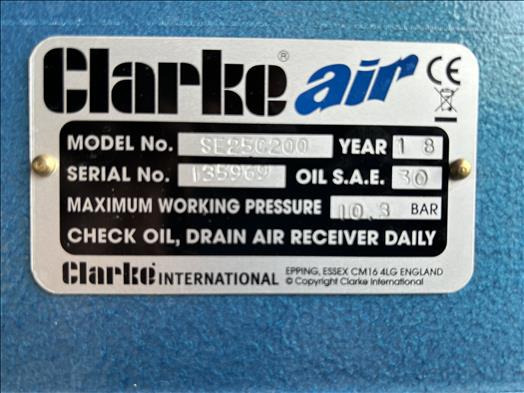 Clarke® air CE
MODEL No. SE25C200 YEAR 18
SERIAL No. 135969 OIL S.A.E. 30
MAXIMUM WORKING PRESSURE 10.3 BAR
CHECK OIL, DRAIN AIR RECEIVER DAILY
Clarke INTERNATIONAL EPPING, ESSEX CM16 4LG ENGLAND
© Copyright Clarke International